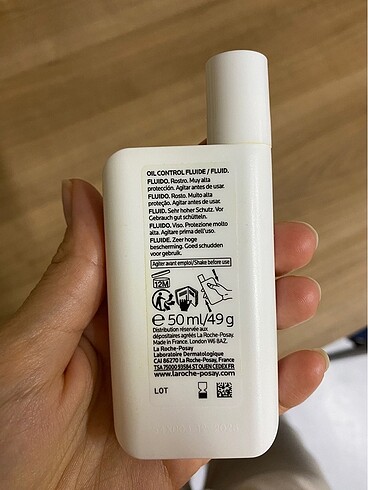 OIL CONTROL FLUIDE / FLUID.
FLUIDO. Rostro. Muy alta
protección. Agitar antes de usar.
FLUIDO. Rosto. Muito alta
proteção. Agitar antes de usar.
FLUID. Sehr hoher Schutz. Vor
Gebrauch gut schütteln.
FLUIDO. Viso. Protezione molto
alta. Agitare prima dell'uso.
FLUIDE. Zeer hoge
bescherming. Goed schudden
voor gebruik.
Agiter avant emploi/Shake before use
12M
e 50 ml/49 g
Distribution réservée aux
dépositaires agréés La Roche-Posay.
Made in France. London W6 8AZ.
La Roche-Posay
Laboratoire Dermatologique
CAI 86270 La Roche-Posay, France
TSA 75000 93584 ST OUEN CEDEX FR
www.laroche-posay.com
LOT